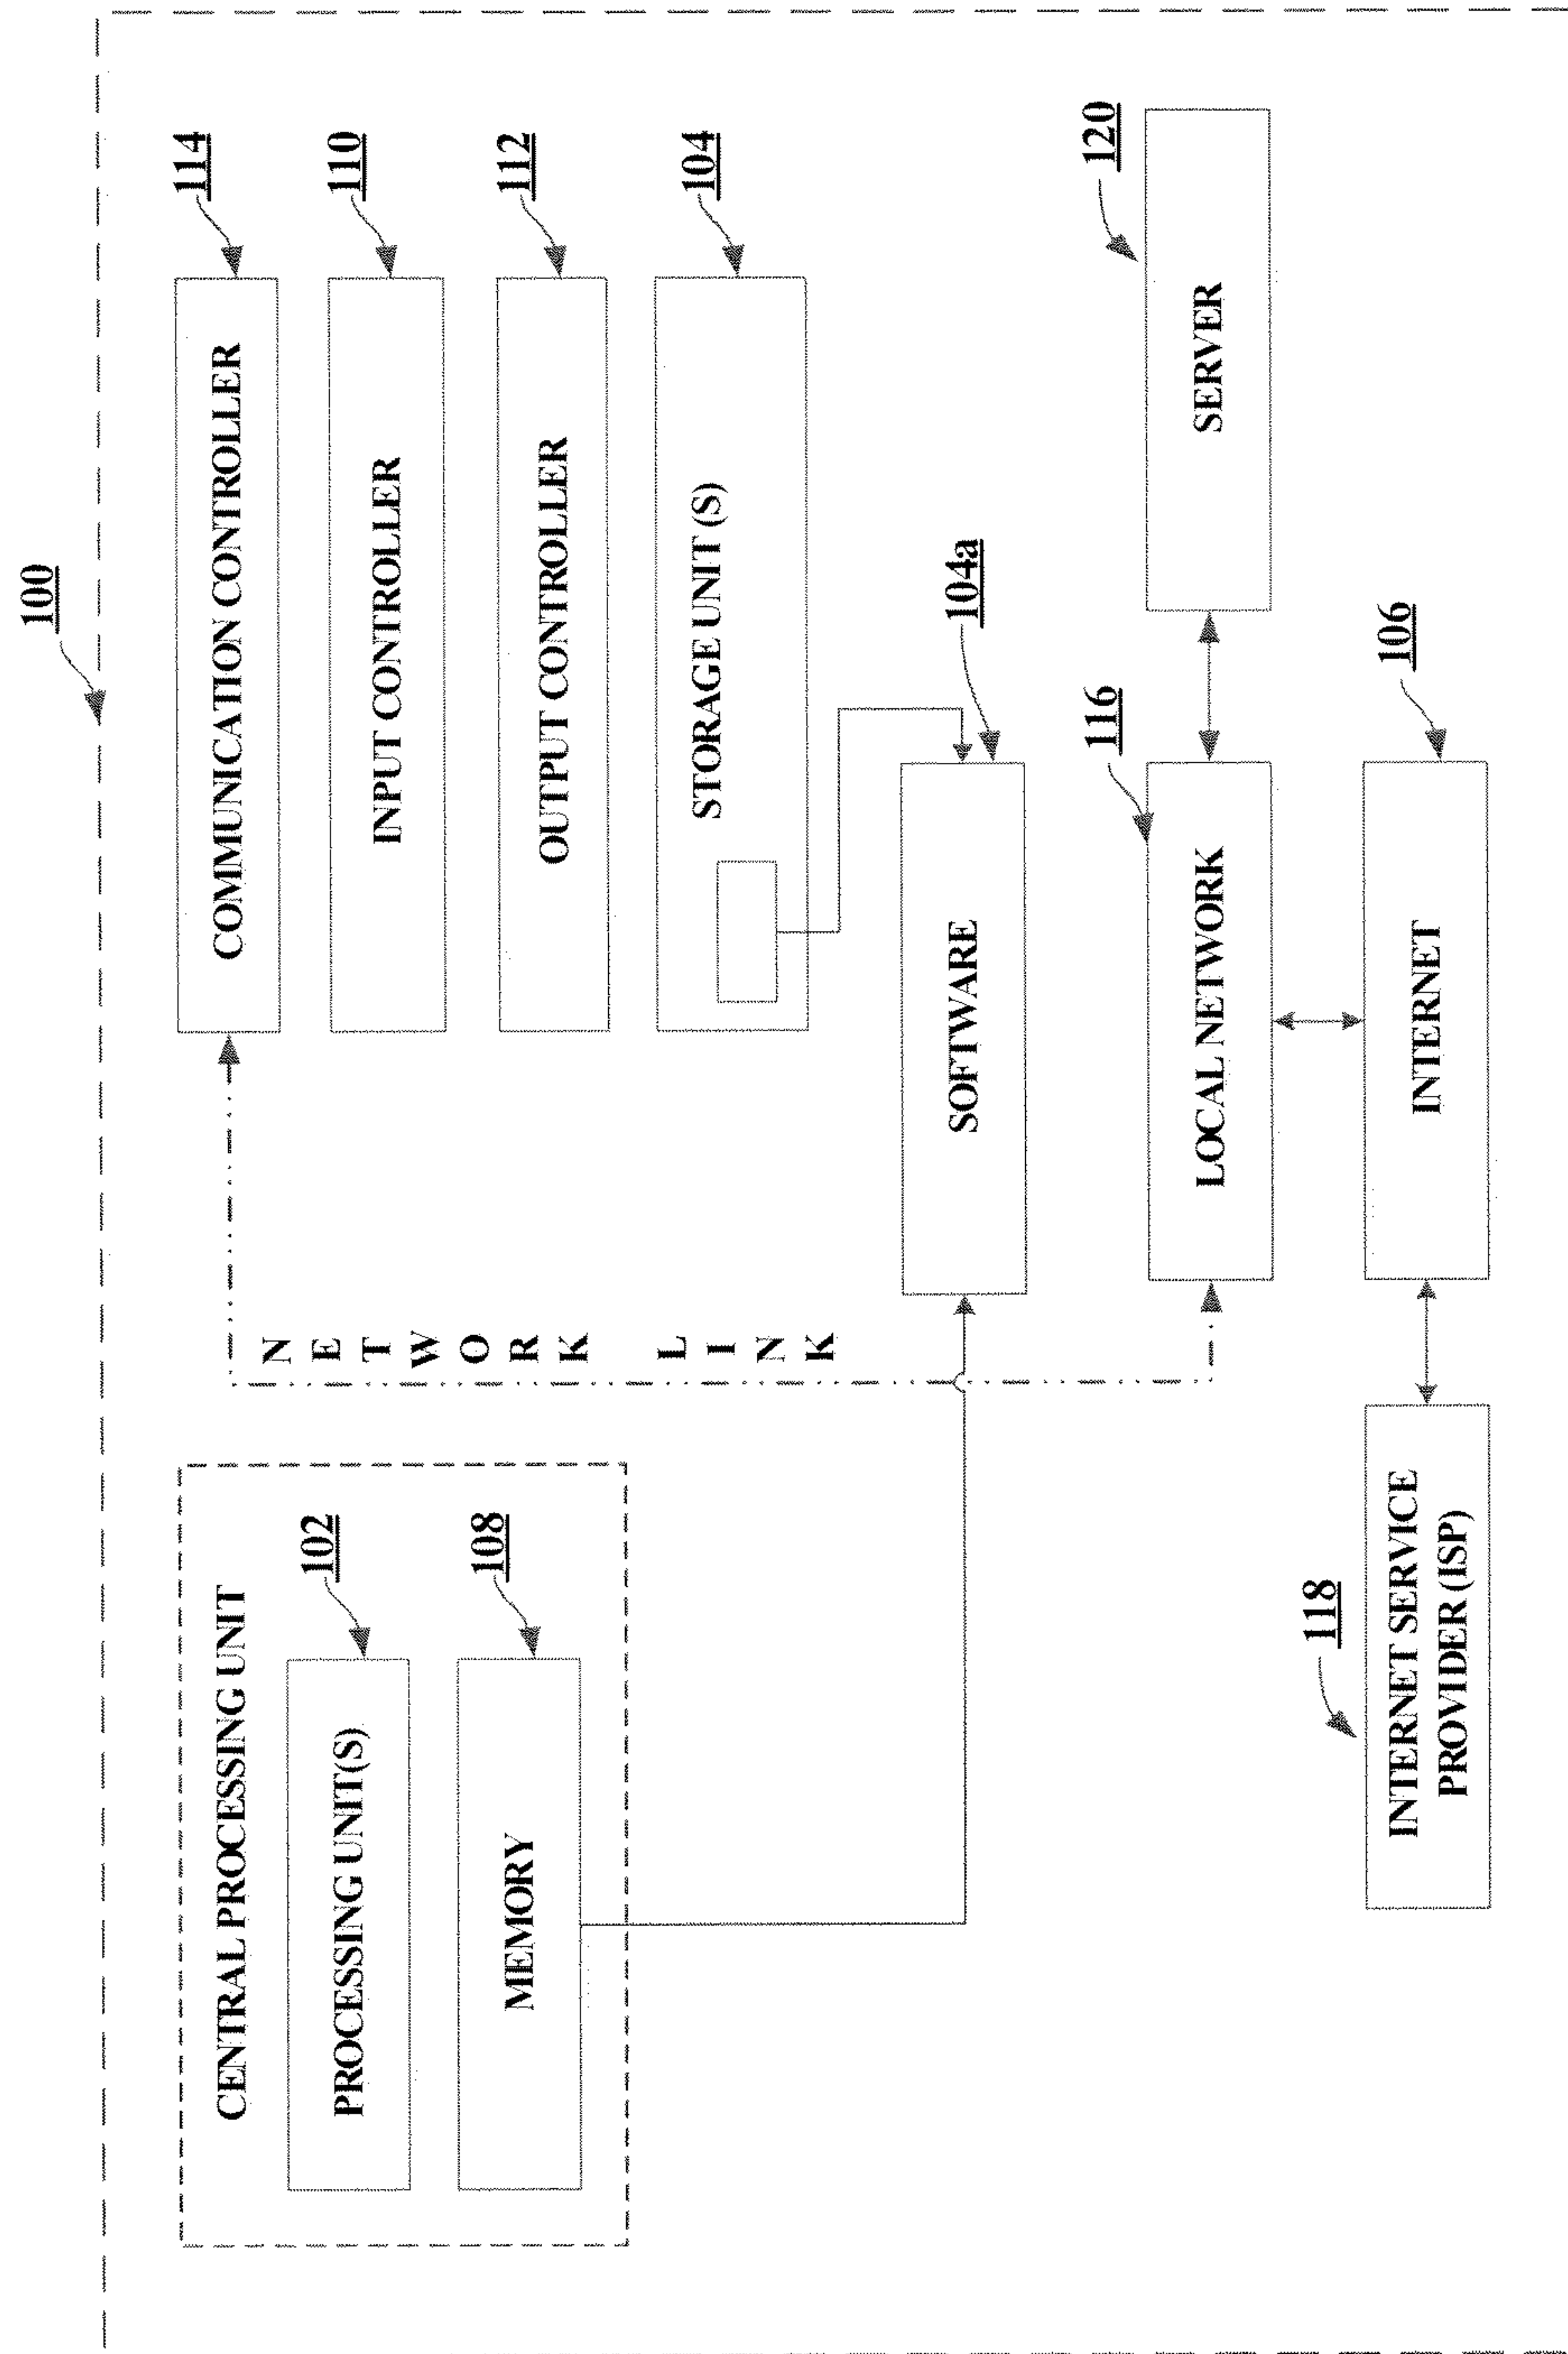 100
CENTRAL PROCESSING UNIT
102
PROCESSING UNIT(S)
108
MEMORY
NETWORK LINK
114
COMMUNICATION CONTROLLER
110
INPUT CONTROLLER
112
OUTPUT CONTROLLER
104
STORAGE UNIT (S)
104a
SOFTWARE
116
LOCAL NETWORK
120
SERVER
118
INTERNET SERVICE
PROVIDER (ISP)
106
INTERNET